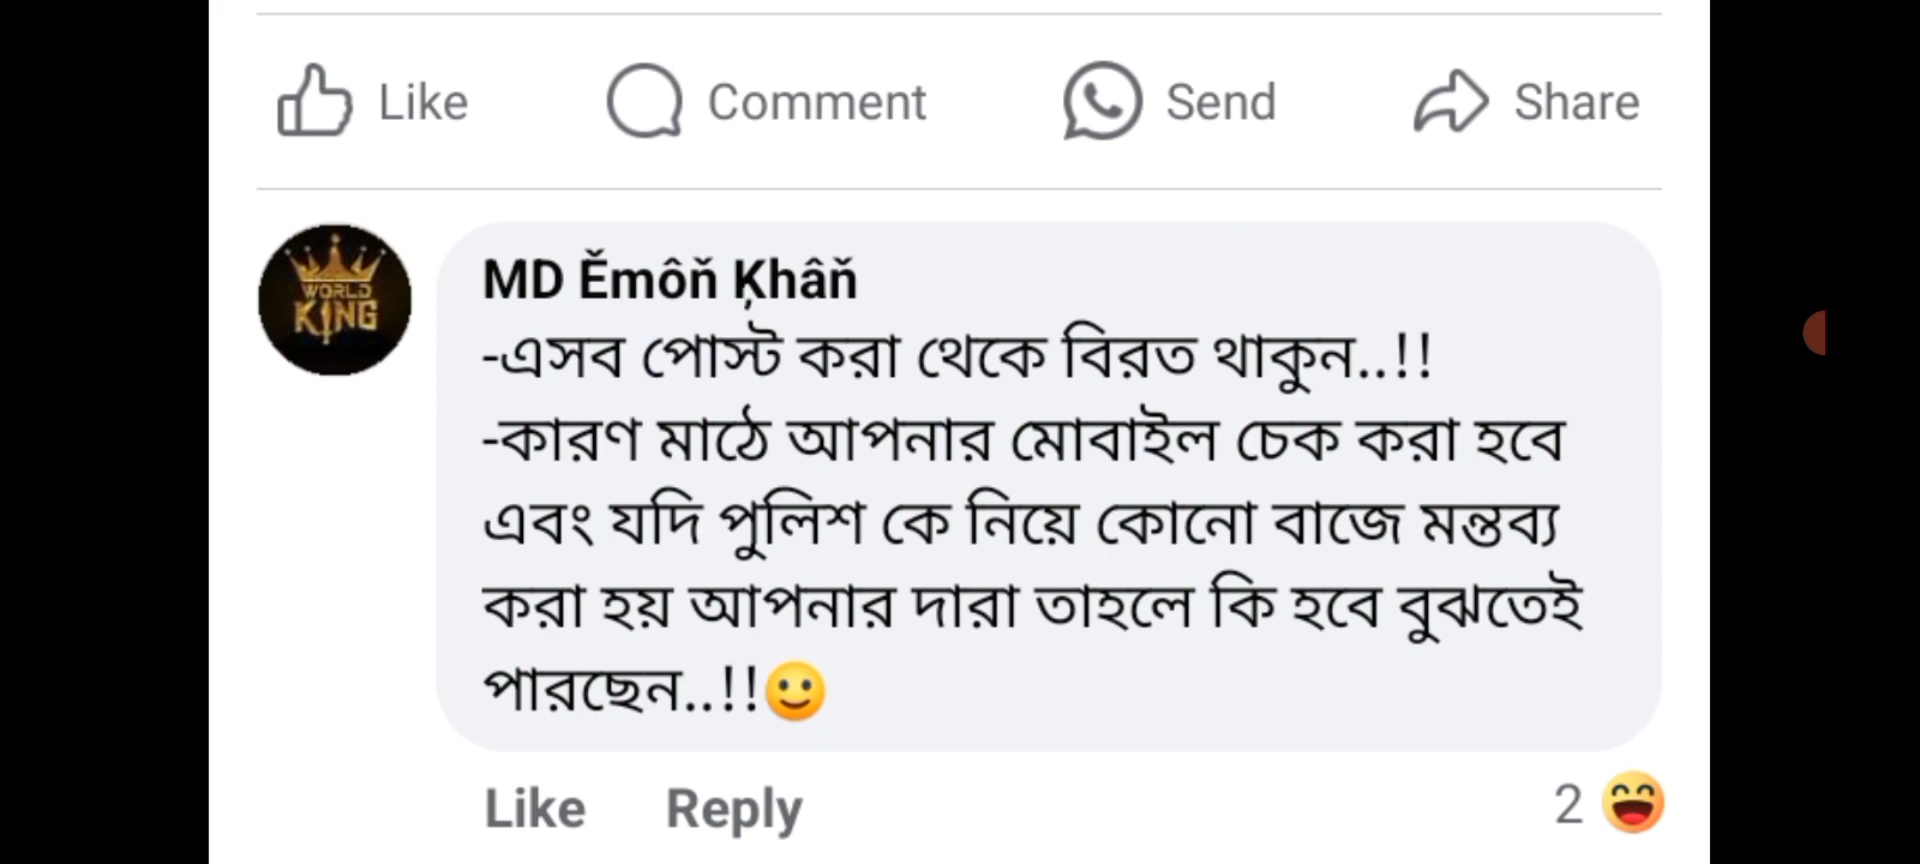 Like Comment Send Share
WORLD
KING
MD Ěmôň Ķhâň
-এসব পোস্ট করা থেকে বিরত থাকুন..!!
-কারণ মাঠে আপনার মোবাইল চেক করা হবে
এবং যদি পুলিশ কে নিয়ে কোনো বাজে মন্তব্য
করা হয় আপনার দারা তাহলে কি হবে বুঝতেই
পারছেন..!!🙂
Like Reply 2 😄